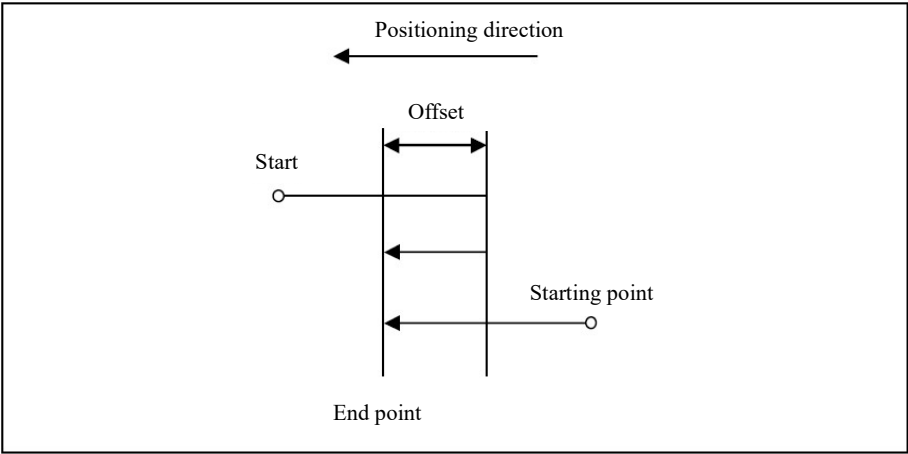 Positioning direction
Offset
Start
Starting point
End point